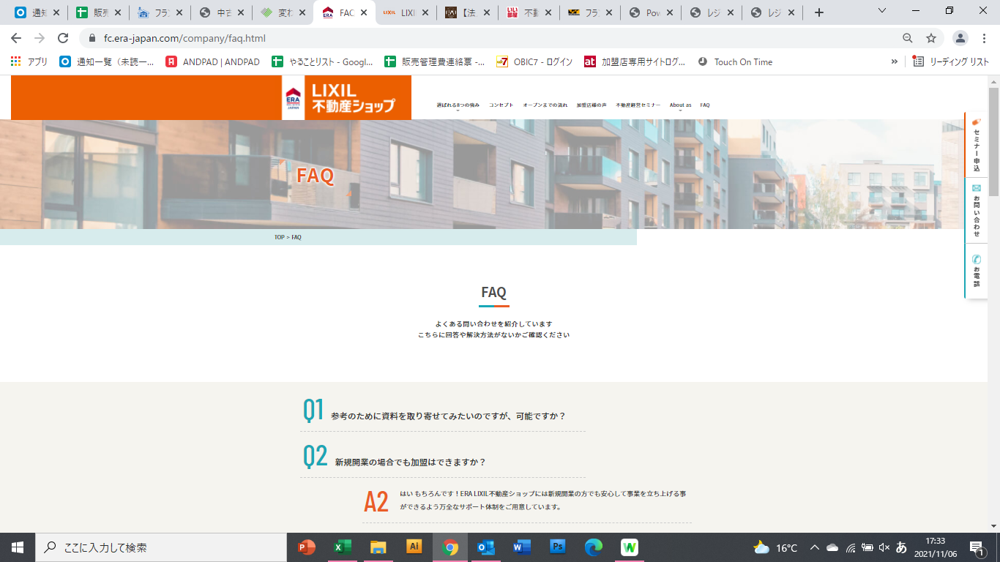 通知
販売
フラン
中古
変わ
FAC
LIXI
【法
不動
フラン
Pow
レジ
レジ
fc.era-japan.com/company/faq.html
アプリ
通知一覧（未読一...
ANDPAD | ANDPAD
やることリスト - Googl...
販売管理費連絡票 -...
OBIC7 - ログイン
加盟店専用サイトログ...
Touch On Time
»
リーディング リスト
ERA
JAPAN
LIXIL
不動産ショップ
選ばれる8つの強み
コンセプト
オープンまでの流れ
加盟店様の声
不動産経営セミナー
About as
FAQ
セミナー申込
お問い合わせ
お電話
FAQ
TOP > FAQ
FAQ
よくある問い合わせを紹介しています
こちらに回答や解決方法がないかご確認ください
Q1 参考のために資料を取り寄せてみたいのですが、可能ですか？
Q2 新規開業の場合でも加盟はできますか？
A2 はい もちろんです！ERA LIXIL不動産ショップには新規開業の方でも安心して事業を立ち上げる事
ができるよう万全なサポート体制をご用意しています。
ここに入力して検索
16°C
あ
17:33
2021/11/06
1